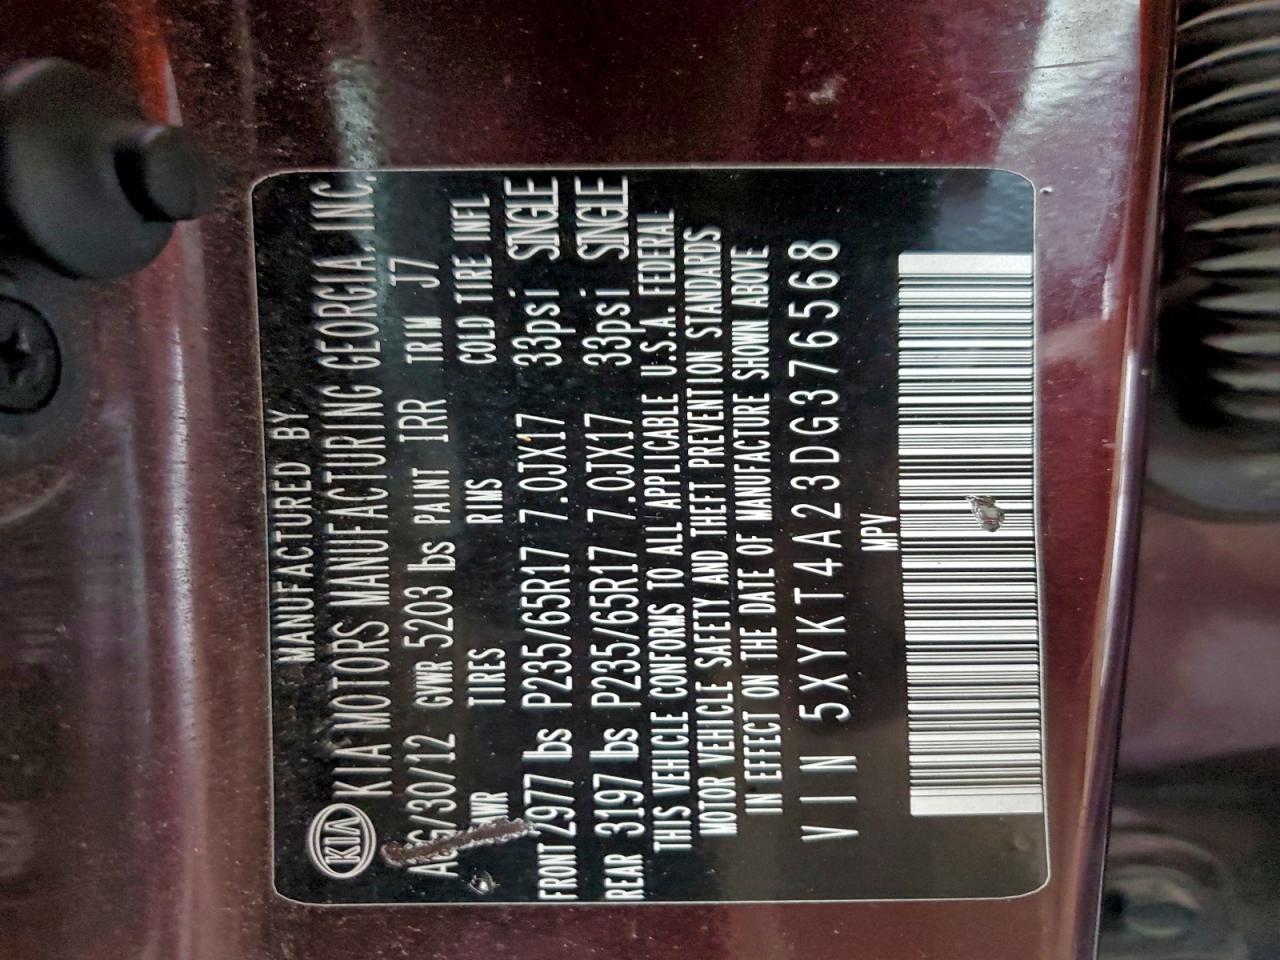 MANUFACTURED BY
KIA KIA MOTORS MANUFACTURING GEORGIA, INC.
/30/12 GVWR 5203 lbs PAINT IRR TRIM J7
TIRES RIMS COLD TIRE INFL
FRONT 2977 lbs P235/65R17 7.0JX17 33psi SINGLE
REAR 3197 lbs P235/65R17 7.0JX17 33psi SINGLE
THIS VEHICLE CONFORMS TO ALL APPLICABLE U.S.A. FEDERAL
MOTOR VEHICLE SAFETY AND THEFT PREVENTION STANDARDS
IN EFFECT ON THE DATE OF MANUFACTURE SHOWN ABOVE
VIN 5XYKT4A23DG376568
MPV